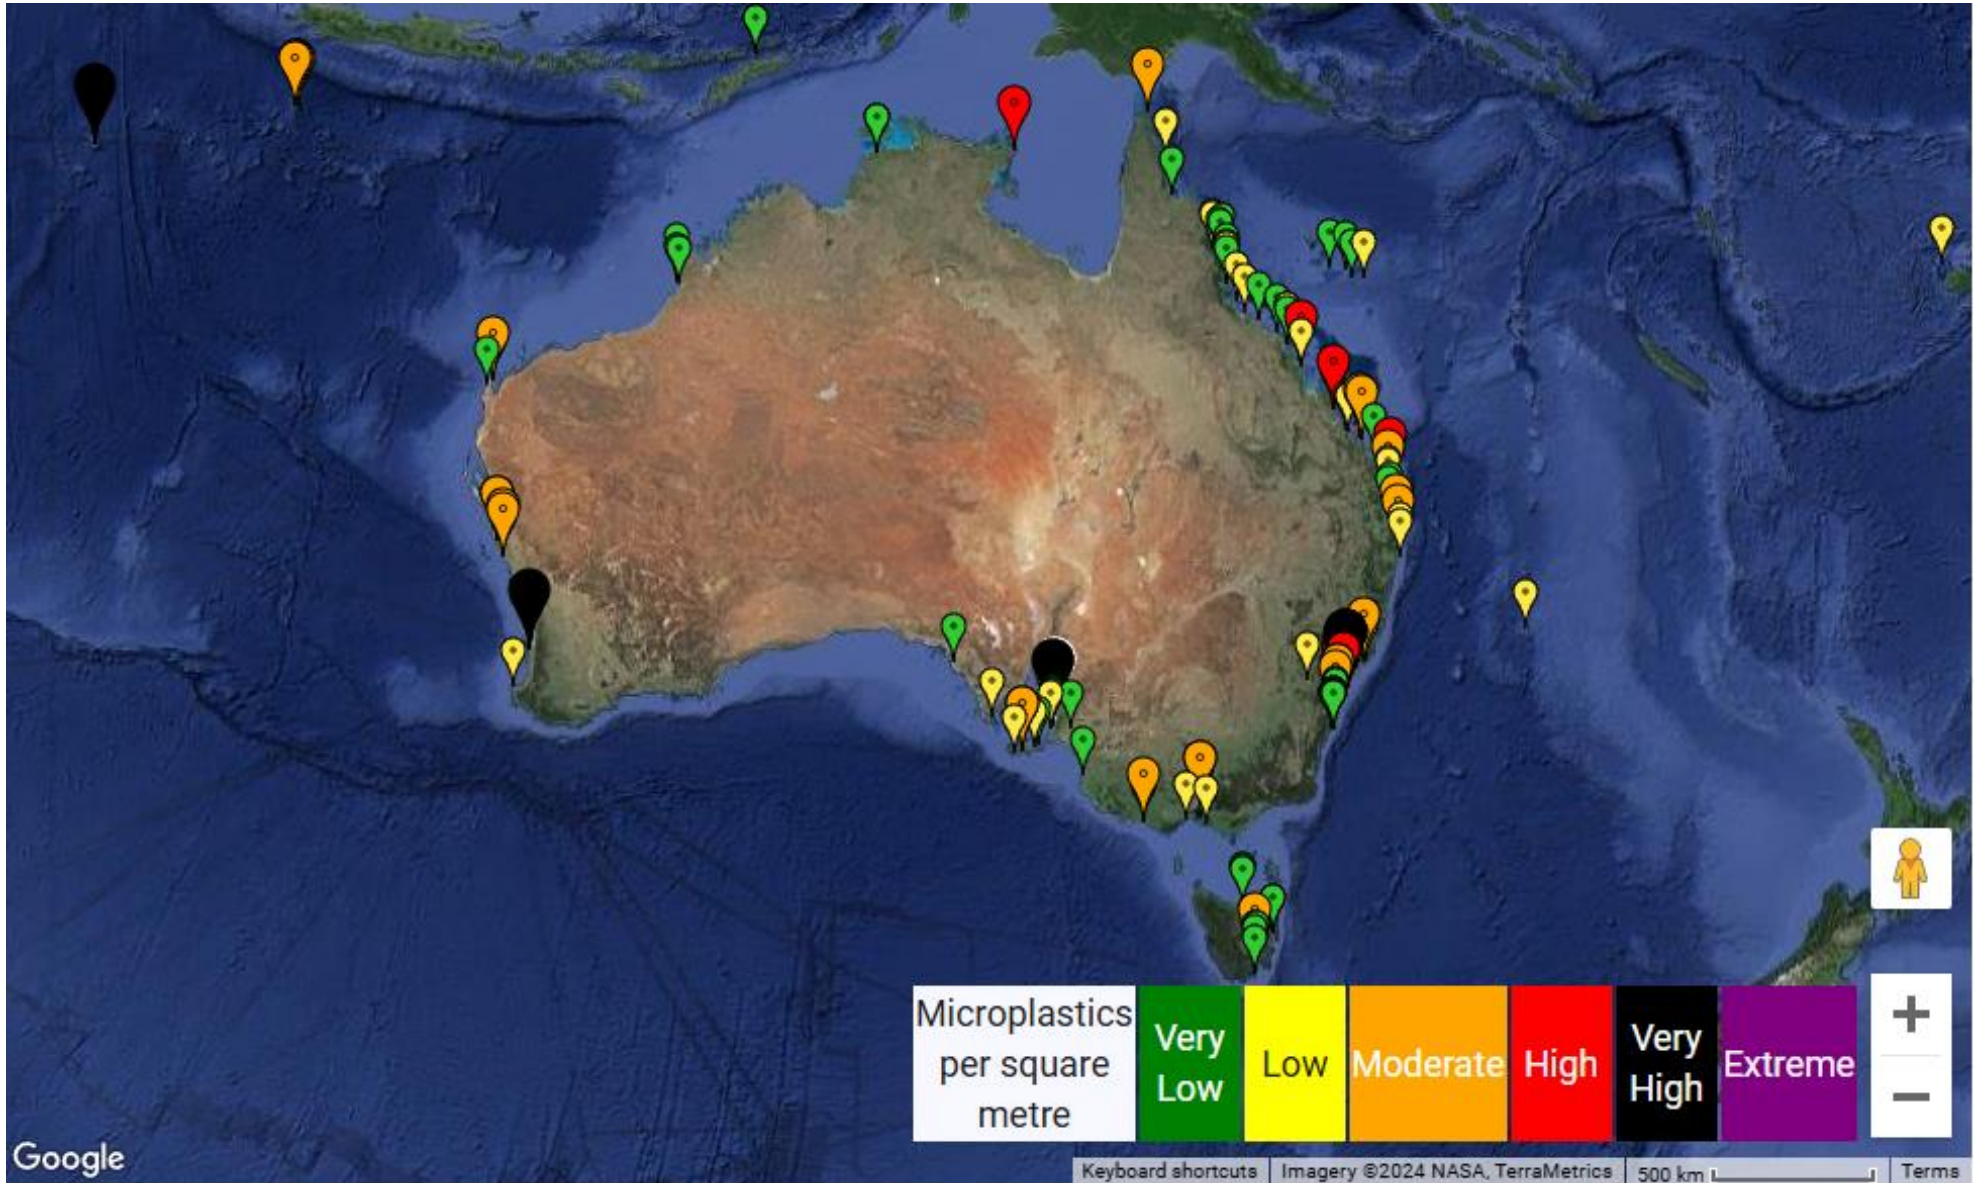 Microplastics
per square
metre
Very
Low
Low
Moderate
High
Very
High
Extreme
Google
Keyboard shortcuts
Imagery ©2024 NASA, TerraMetrics
500 km
Terms